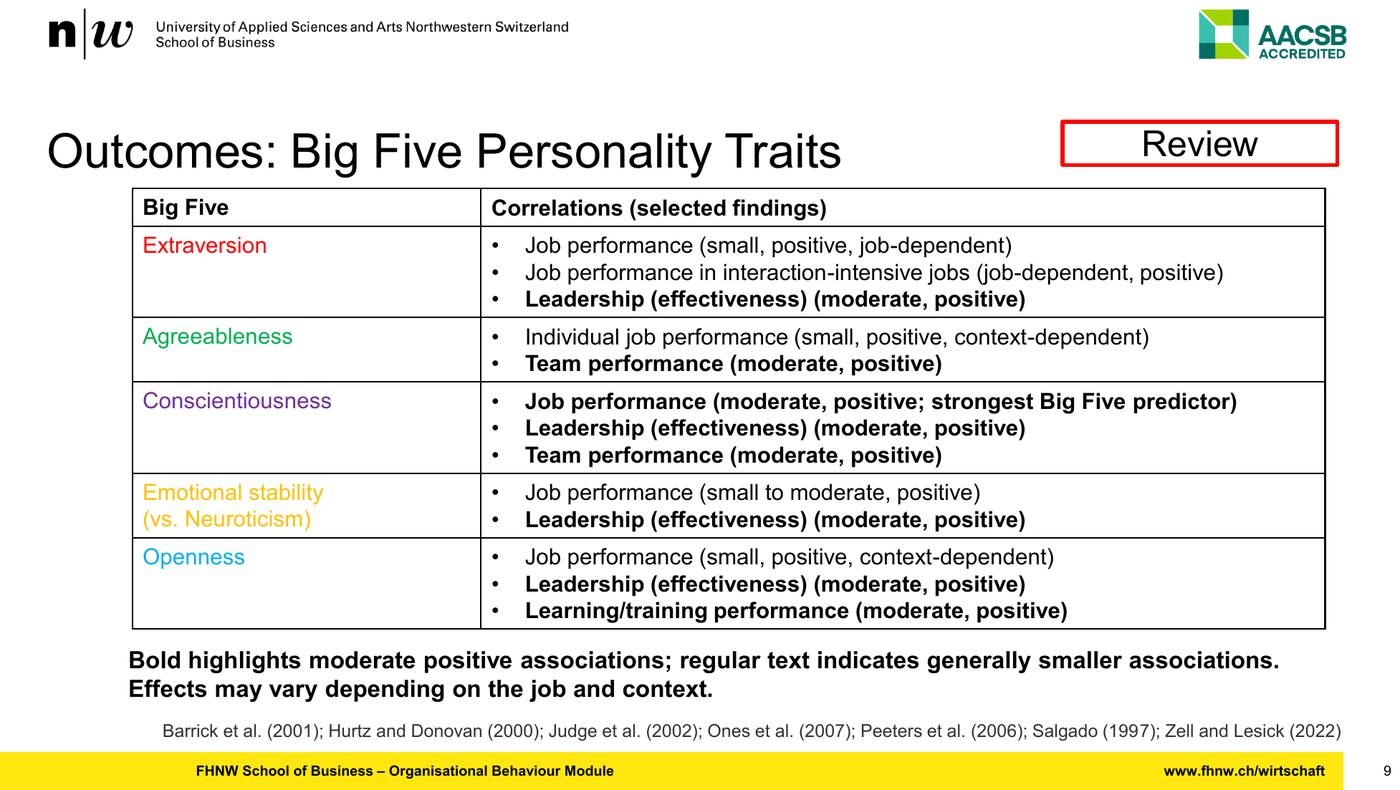 n|w University of Applied Sciences and Arts Northwestern Switzerland
School of Business
AACSB
ACCREDITED
Outcomes: Big Five Personality Traits
Review
Big Five
Correlations (selected findings)
Extraversion
• Job performance (small, positive, job-dependent)
• Job performance in interaction-intensive jobs (job-dependent, positive)
• Leadership (effectiveness) (moderate, positive)
Agreeableness
• Individual job performance (small, positive, context-dependent)
• Team performance (moderate, positive)
Conscientiousness
• Job performance (moderate, positive; strongest Big Five predictor)
• Leadership (effectiveness) (moderate, positive)
• Team performance (moderate, positive)
Emotional stability
(vs. Neuroticism)
• Job performance (small to moderate, positive)
• Leadership (effectiveness) (moderate, positive)
Openness
• Job performance (small, positive, context-dependent)
• Leadership (effectiveness) (moderate, positive)
• Learning/training performance (moderate, positive)
Bold highlights moderate positive associations; regular text indicates generally smaller associations.
Effects may vary depending on the job and context.
Barrick et al. (2001); Hurtz and Donovan (2000); Judge et al. (2002); Ones et al. (2007); Peeters et al. (2006); Salgado (1997); Zell and Lesick (2022)
FHNW School of Business – Organisational Behaviour Module
www.fhnw.ch/wirtschaft
9